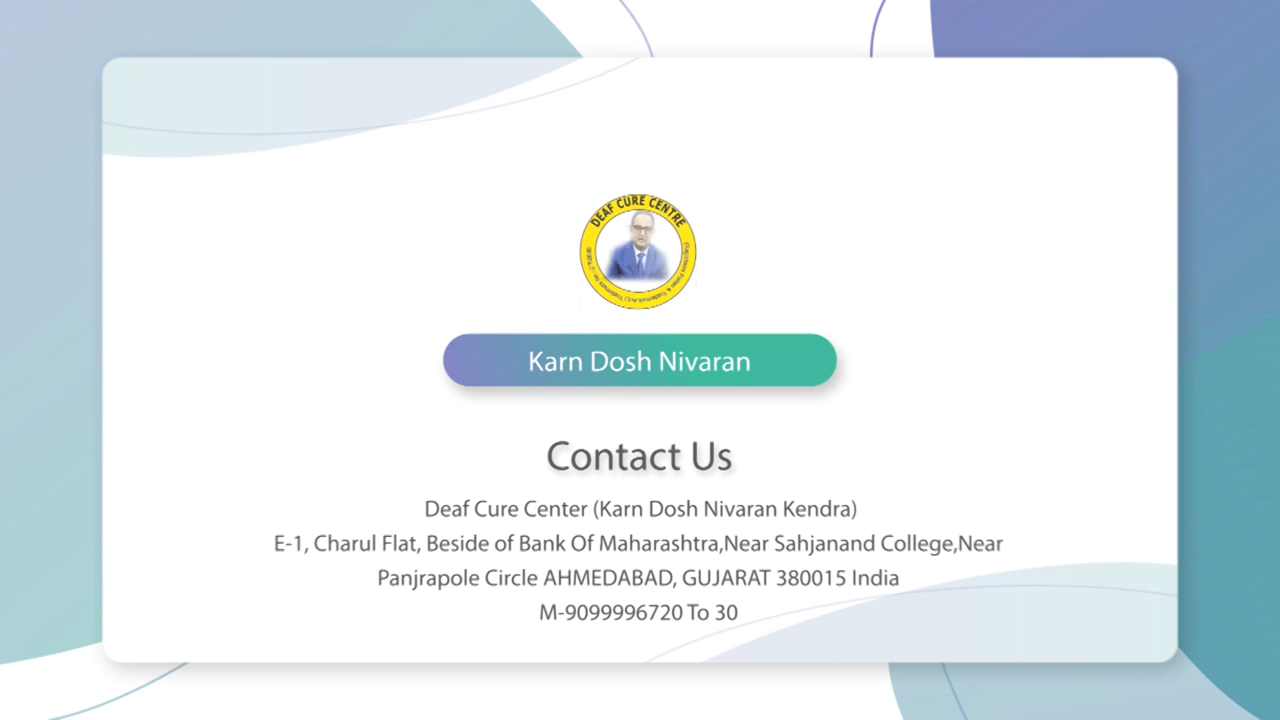 DEAF CURE CENTRE
Karn Dosh Nivaran
Contact Us
Deaf Cure Center (Karn Dosh Nivaran Kendra)
E-1, Charul Flat, Beside of Bank Of Maharashtra,Near Sahjanand College,Near
Panjrapole Circle AHMEDABAD, GUJARAT 380015 India
M-9099996720 To 30